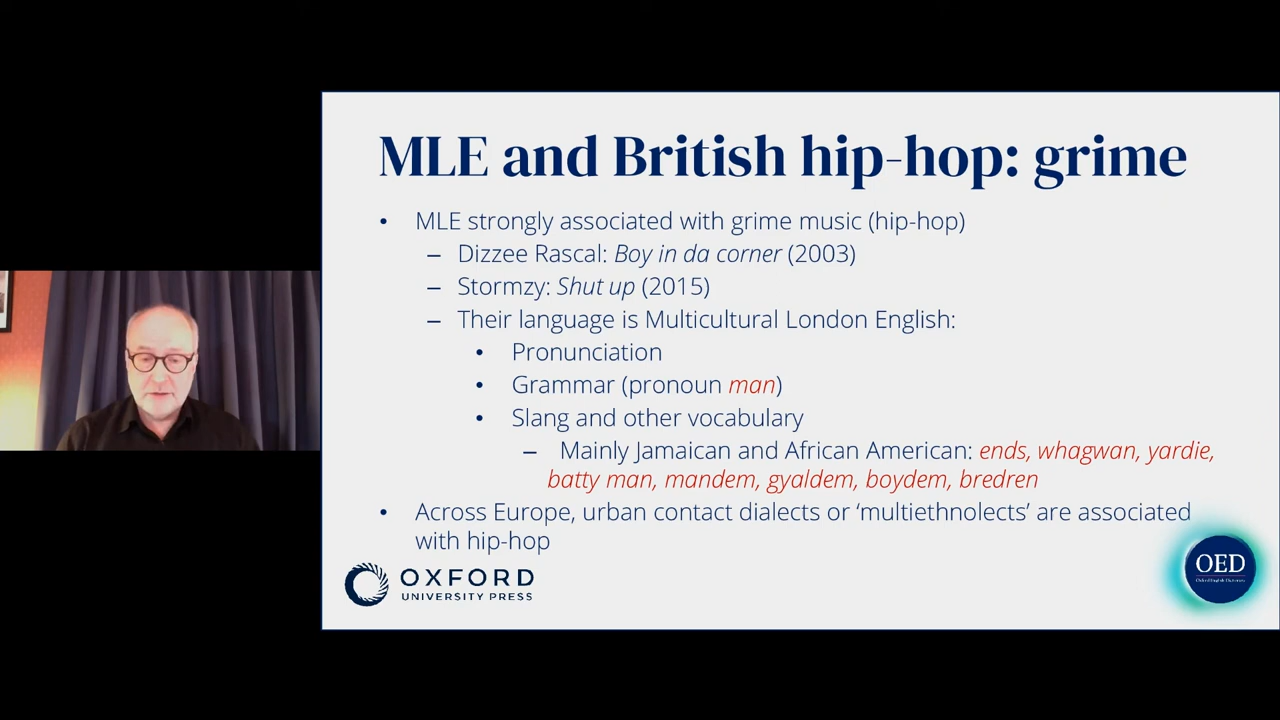 MLE and British hip-hop: grime
• MLE strongly associated with grime music (hip-hop)
– Dizzee Rascal: Boy in da corner (2003)
– Stormzy: Shut up (2015)
– Their language is Multicultural London English:
• Pronunciation
• Grammar (pronoun man)
• Slang and other vocabulary
– Mainly Jamaican and African American: ends, whagwan, yardie,
batty man, mandem, gyaldem, boydem, bredren
• Across Europe, urban contact dialects or ‘multiethnolects’ are associated
with hip-hop
OXFORD
UNIVERSITY PRESS
OED
Oxford English Dictionary